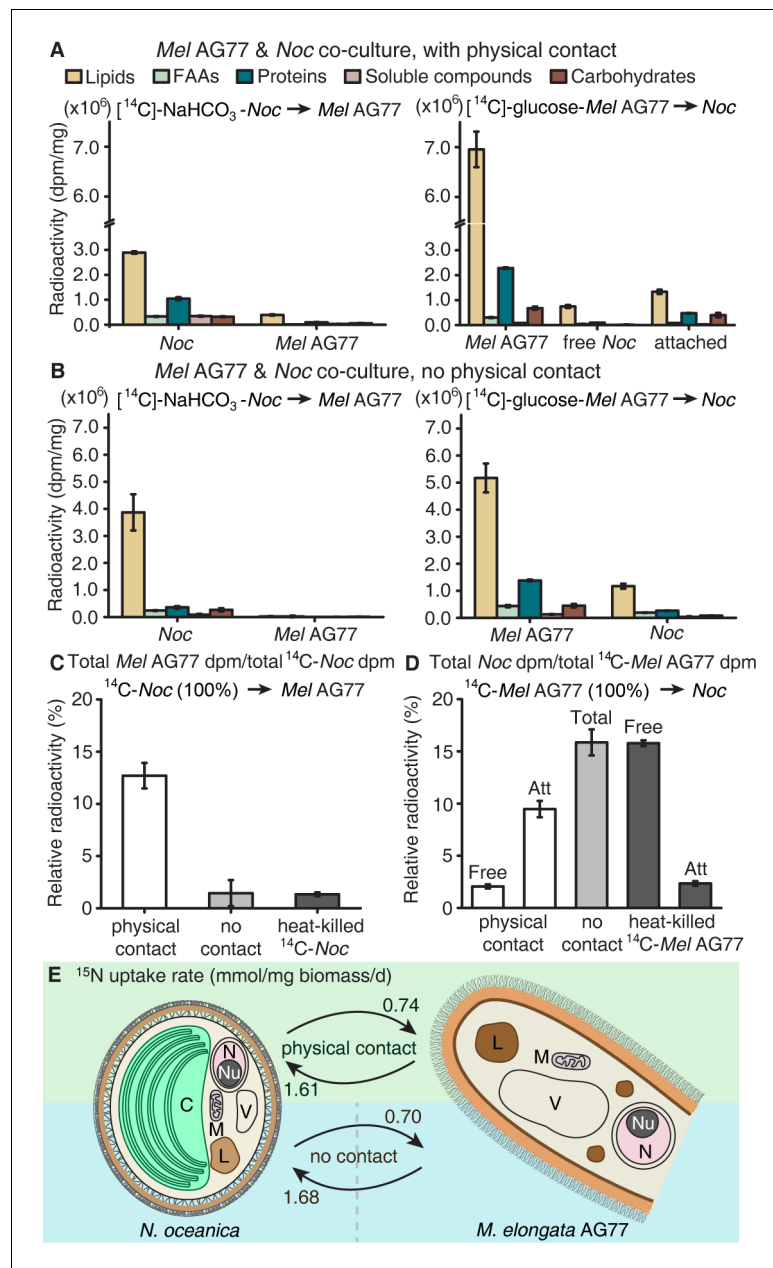 A Mel AG77 & Noc co-culture, with physical contact
Lipids FAAs Proteins Soluble compounds Carbohydrates
(x10⁶) [¹⁴C]-NaHCO₃-Noc → Mel AG77
Radioactivity (dpm/mg)
7.0
6.0
3.0
2.0
1.0
0.0
Noc Mel AG77
(x10⁶) [¹⁴C]-glucose-Mel AG77 → Noc
7.0
6.0
3.0
2.0
1.0
0.0
Mel AG77 free Noc attached
B Mel AG77 & Noc co-culture, no physical contact
(x10⁶) [¹⁴C]-NaHCO₃-Noc → Mel AG77
Radioactivity (dpm/mg)
7.0
6.0
5.0
4.0
3.0
2.0
1.0
0.0
Noc Mel AG77
(x10⁶) [¹⁴C]-glucose-Mel AG77 → Noc
7.0
6.0
5.0
4.0
3.0
2.0
1.0
0.0
Mel AG77 Noc
C Total Mel AG77 dpm/total ¹⁴C-Noc dpm
¹⁴C-Noc (100%) → Mel AG77
Relative radioactivity (%)
20
15
10
5
0
physical contact
no contact
heat-killed ¹⁴C-Noc
D Total Noc dpm/total ¹⁴C-Mel AG77 dpm
¹⁴C-Mel AG77 (100%) → Noc
Relative radioactivity (%)
20
15
10
5
0
Free Att Total Free Att
physical contact
no contact
heat-killed ¹⁴C-Mel AG77
E ¹⁵N uptake rate (mmol/mg biomass/d)
0.74
physical contact
1.61
0.70
no contact
1.68
C N Nu M V L
L M V Nu N
N. oceanica M. elongata AG77